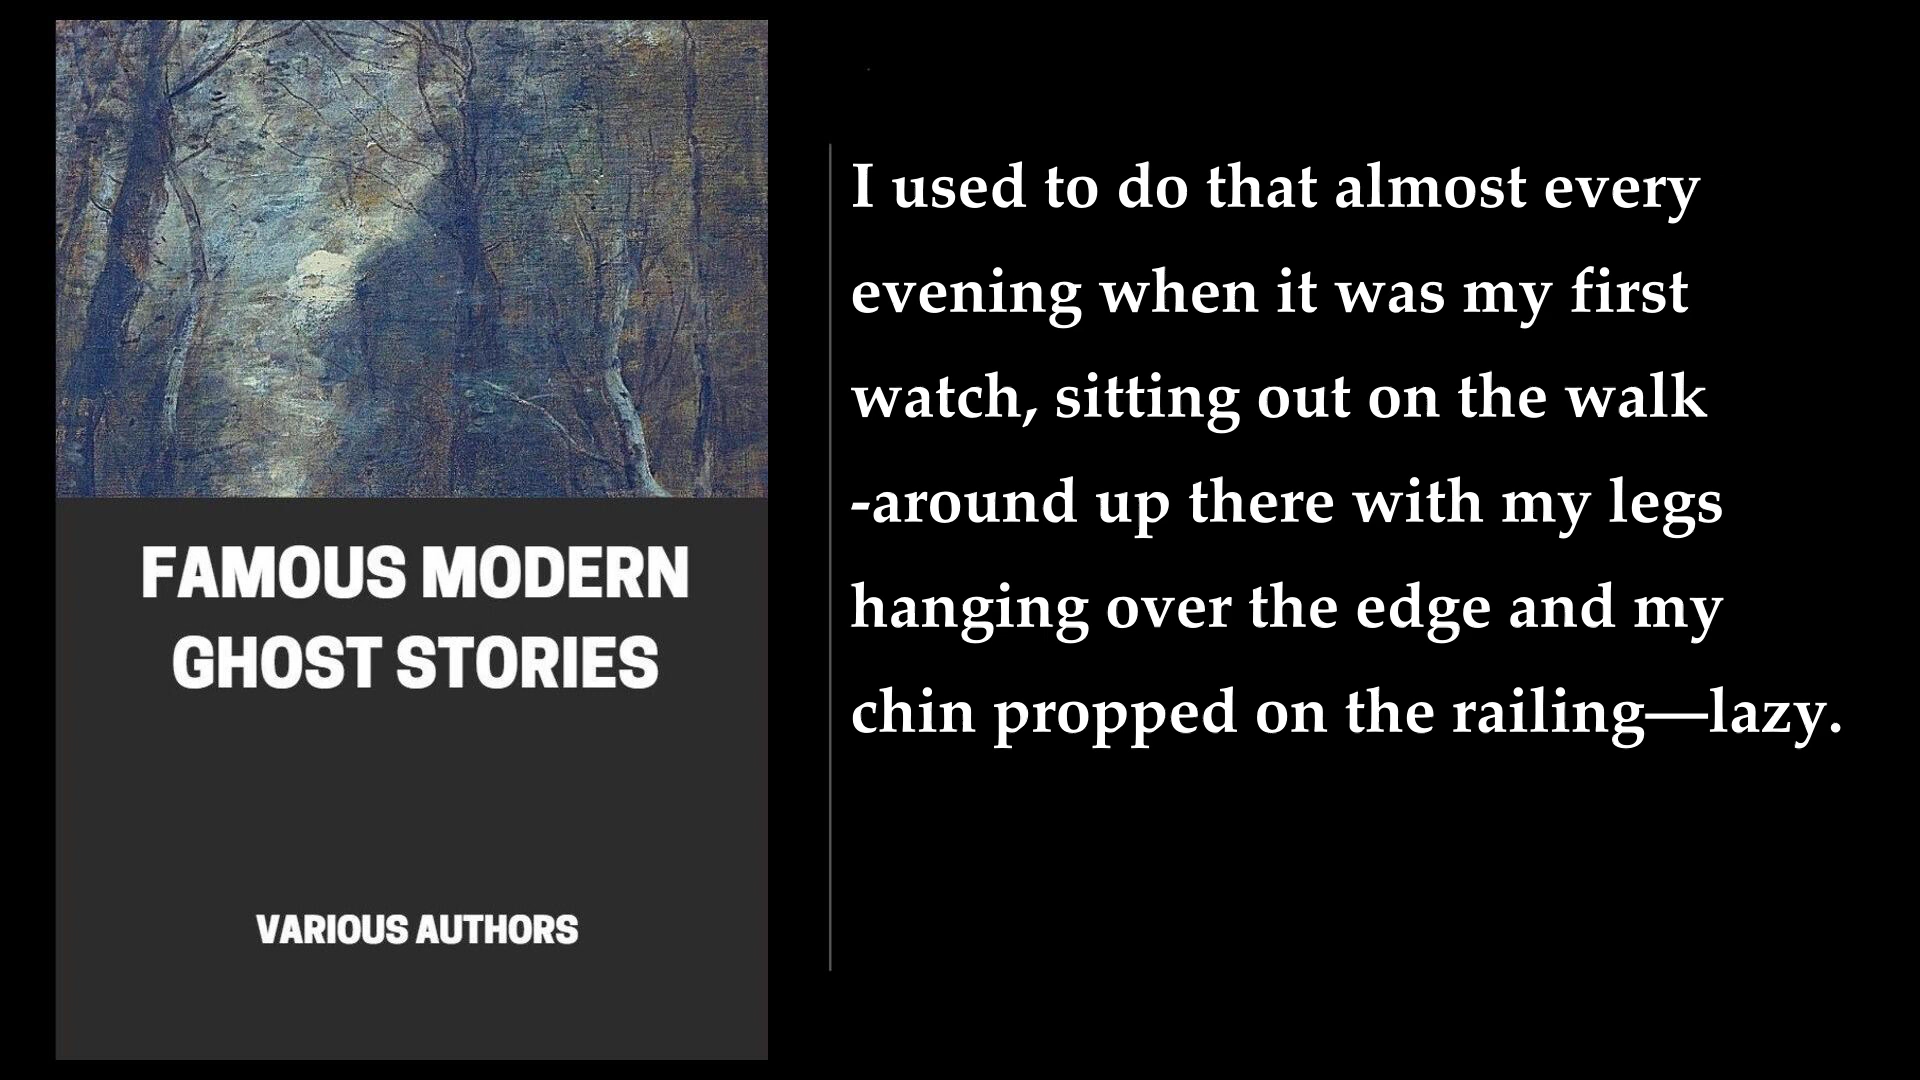 FAMOUS MODERN
GHOST STORIES
VARIOUS AUTHORS
I used to do that almost every
evening when it was my first
watch, sitting out on the walk
-around up there with my legs
hanging over the edge and my
chin propped on the railing—lazy.